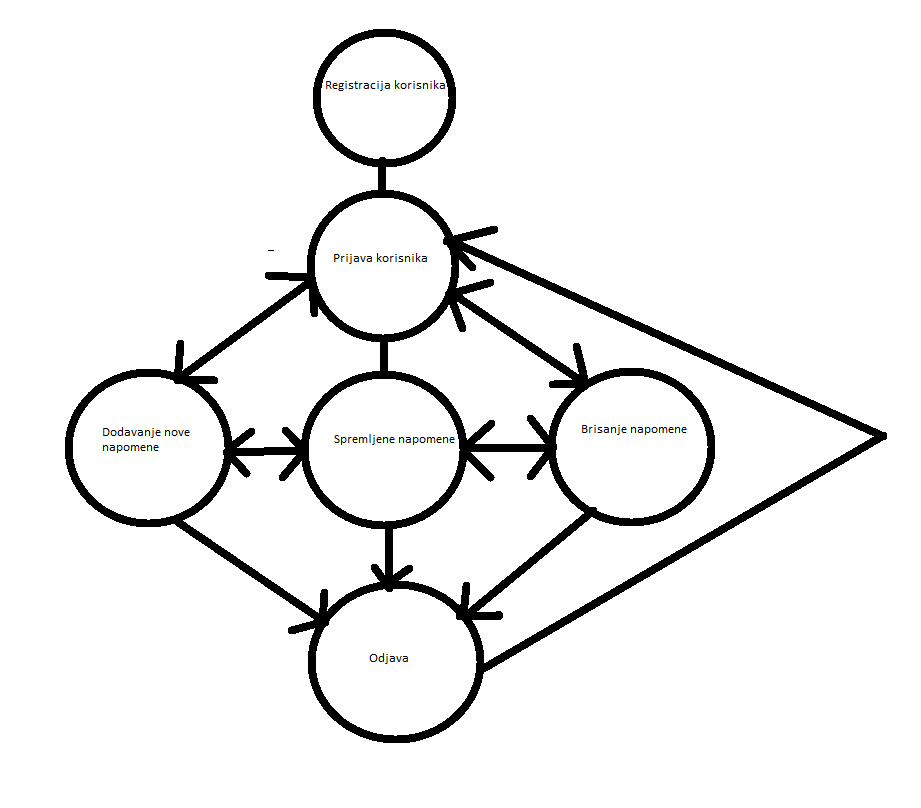 Registracija korisnika
Prijava korisnika
Dodavanje nove
napomene
Spremljene napomene
Brisanje napomene
Odjava